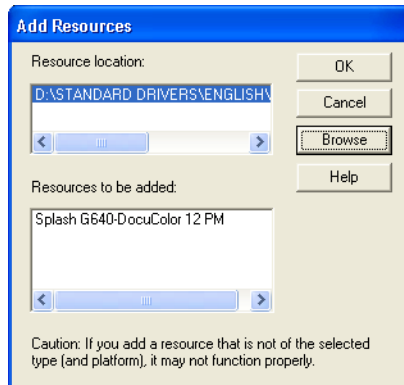 Add Resources
Resource location:
D:\STANDARD DRIVERS\ENGLISH\
OK
Cancel
Browse
Help
Resources to be added:
Splash G640-DocuColor 12 PM
Caution: If you add a resource that is not of the selected
type (and platform), it may not function properly.